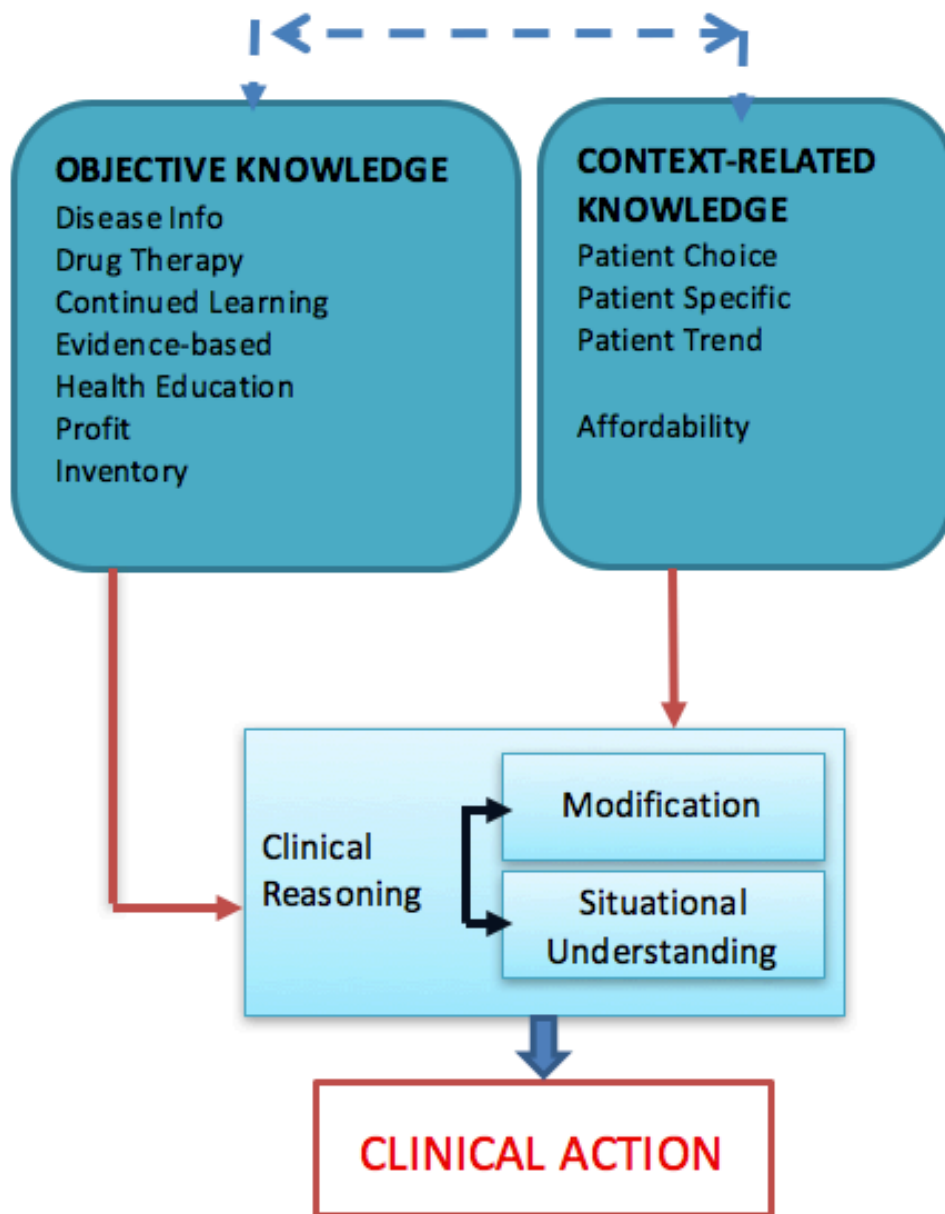 OBJECTIVE KNOWLEDGE
Disease Info
Drug Therapy
Continued Learning
Evidence-based
Health Education
Profit
Inventory
CONTEXT-RELATED
KNOWLEDGE
Patient Choice
Patient Specific
Patient Trend
Affordability
Clinical
Reasoning
Modification
Situational
Understanding
CLINICAL ACTION